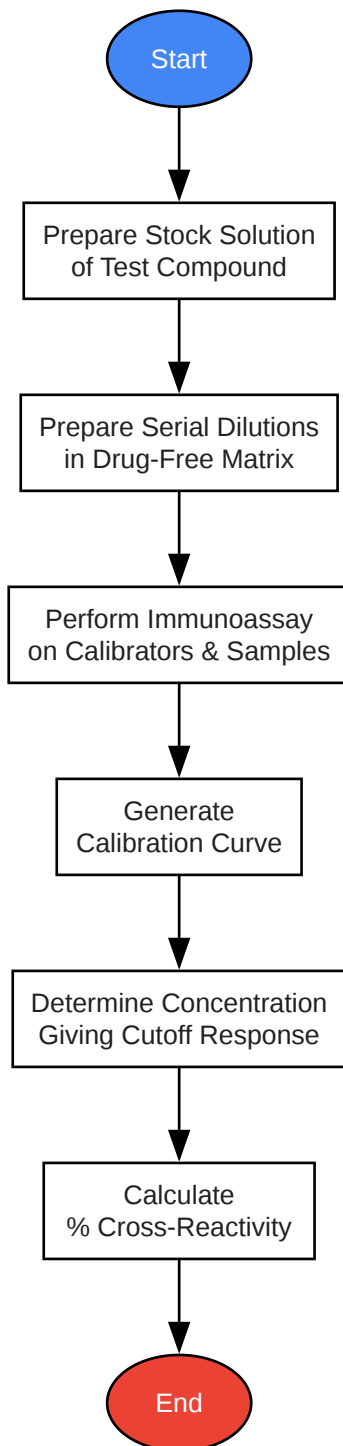 Start
Prepare Stock Solution
of Test Compound
Prepare Serial Dilutions
in Drug-Free Matrix
Perform Immunoassay
on Calibrators & Samples
Generate
Calibration Curve
Determine Concentration
Giving Cutoff Response
Calculate
% Cross-Reactivity
End